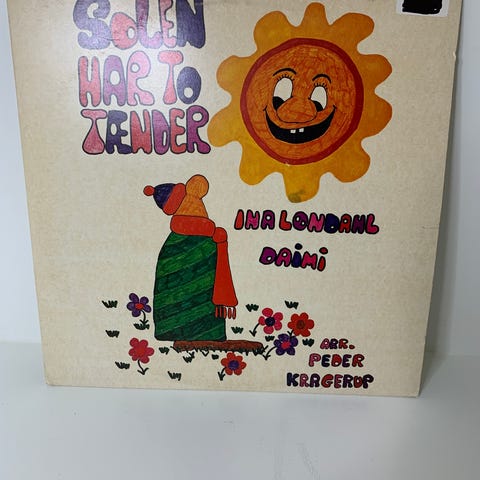 SOLEN
HAR TO
TÆNDER
INA LØNDAHL
DAIMI
ARR.
PEDER
KRAGERUP